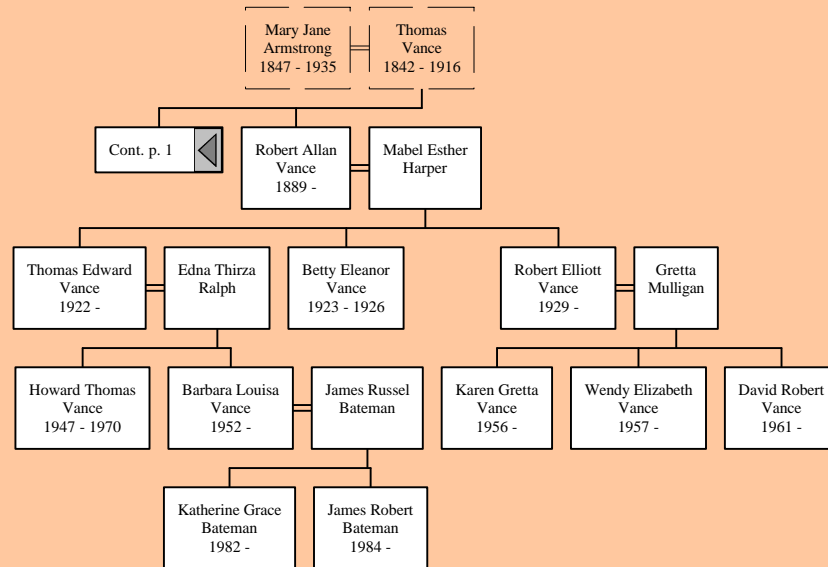 Mary Jane
Armstrong
1847 - 1935
Thomas
Vance
1842 - 1916
Cont. p. 1
Robert Allan
Vance
1889 -
Mabel Esther
Harper
Thomas Edward
Vance
1922 -
Edna Thirza
Ralph
Betty Eleanor
Vance
1923 - 1926
Robert Elliott
Vance
1929 -
Gretta
Mulligan
Howard Thomas
Vance
1947 - 1970
Barbara Louisa
Vance
1952 -
James Russel
Bateman
Karen Gretta
Vance
1956 -
Wendy Elizabeth
Vance
1957 -
David Robert
Vance
1961 -
Katherine Grace
Bateman
1982 -
James Robert
Bateman
1984 -